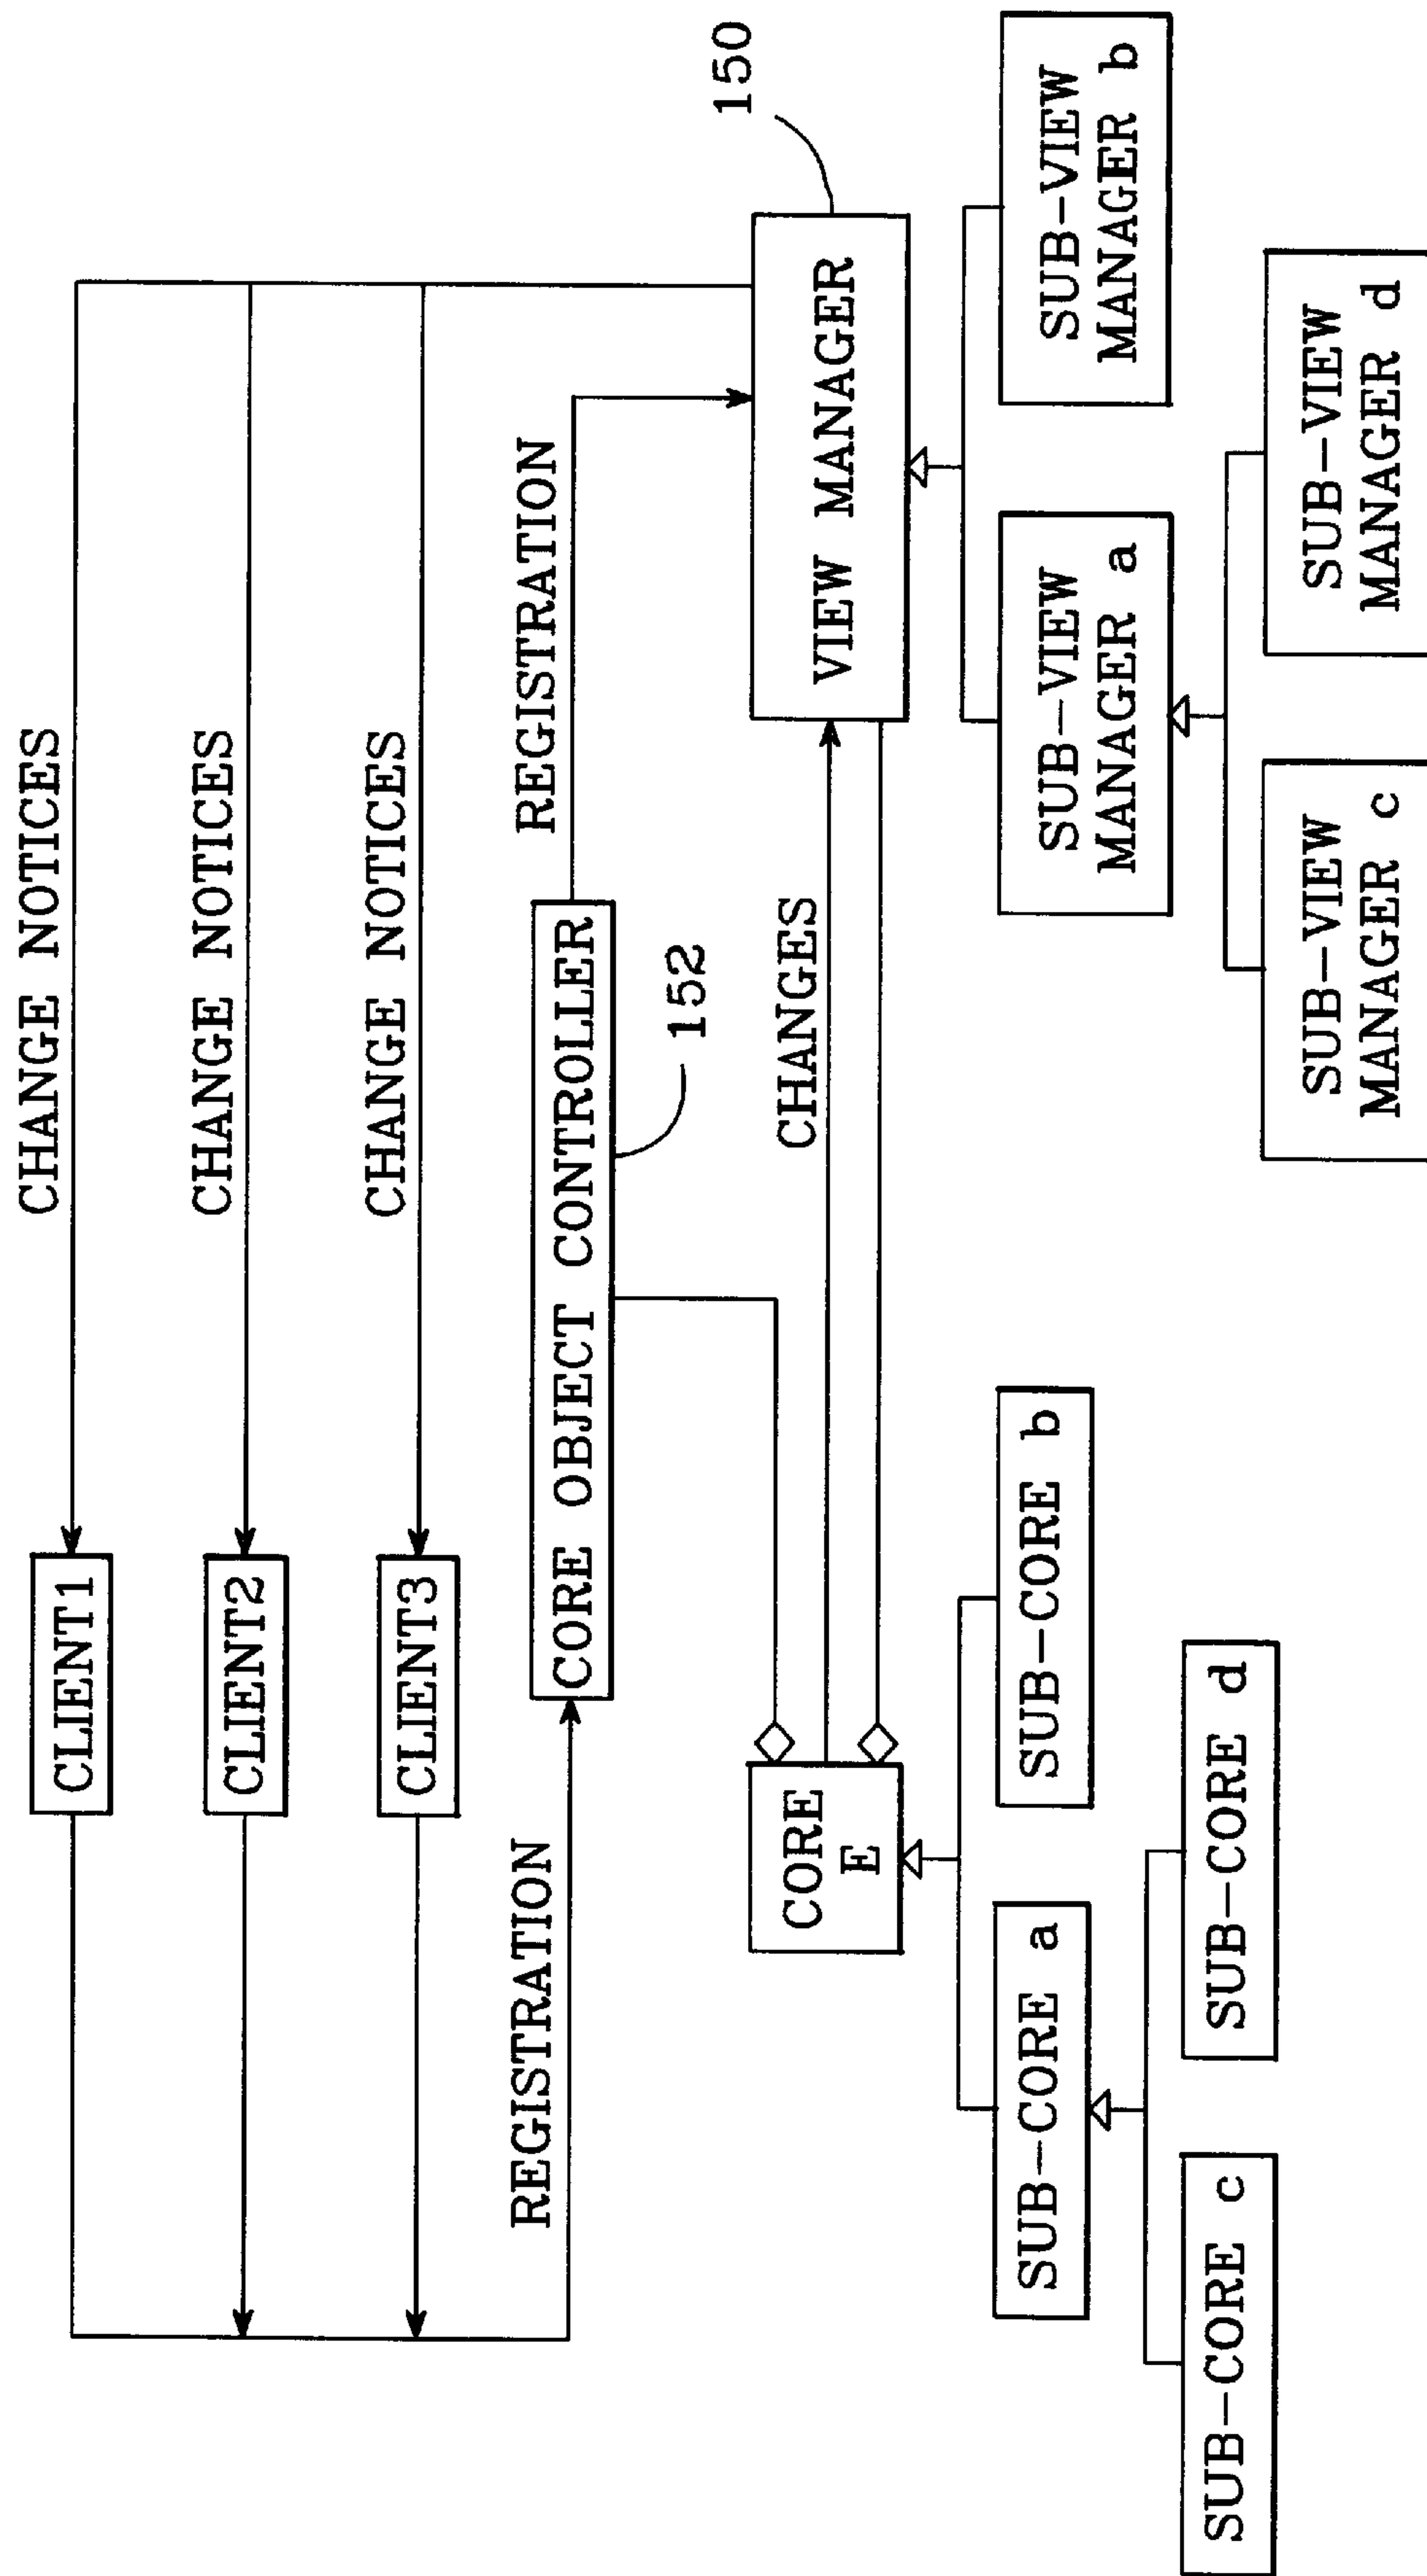 CHANGE NOTICES
CLIENT1
CHANGE NOTICES
CLIENT2
CHANGE NOTICES
CLIENT3
REGISTRATION
REGISTRATION
CORE OBJECT CONTROLLER
152
150
CHANGES
CORE
E
VIEW MANAGER
SUB-CORE a
SUB-CORE b
SUB-VIEW
MANAGER a
SUB-VIEW
MANAGER b
SUB-CORE c
SUB-CORE d
SUB-VIEW
MANAGER c
SUB-VIEW
MANAGER d